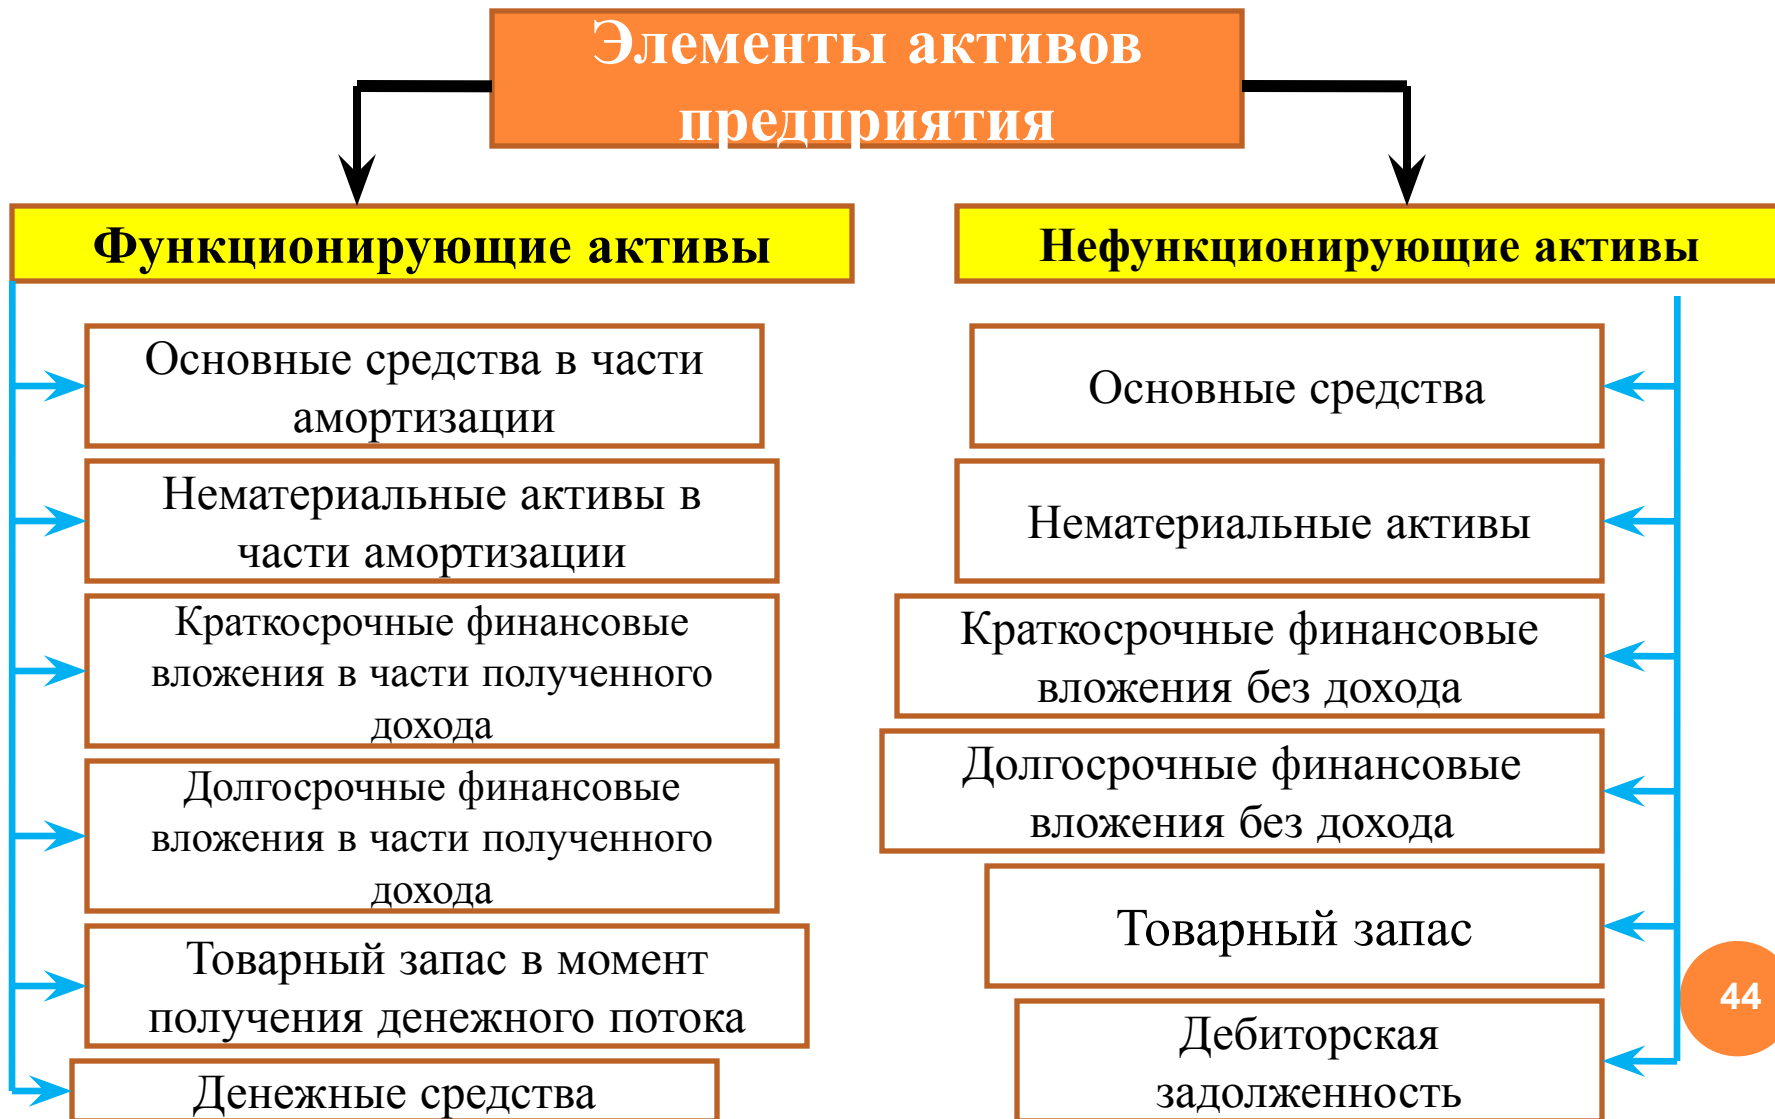 Элементы активов
предприятия
Функционирующие активы
Основные средства в части
амортизации
Нематериальные активы в
части амортизации
Краткосрочные финансовые
вложения в части полученного
дохода
Долгосрочные финансовые
вложения в части полученного
дохода
Товарный запас в момент
получения денежного потока
Денежные средства
Нефункционирующие активы
Основные средства
Нематериальные активы
Краткосрочные финансовые
вложения без дохода
Долгосрочные финансовые
вложения без дохода
Товарный запас
Дебиторская
задолженность
44